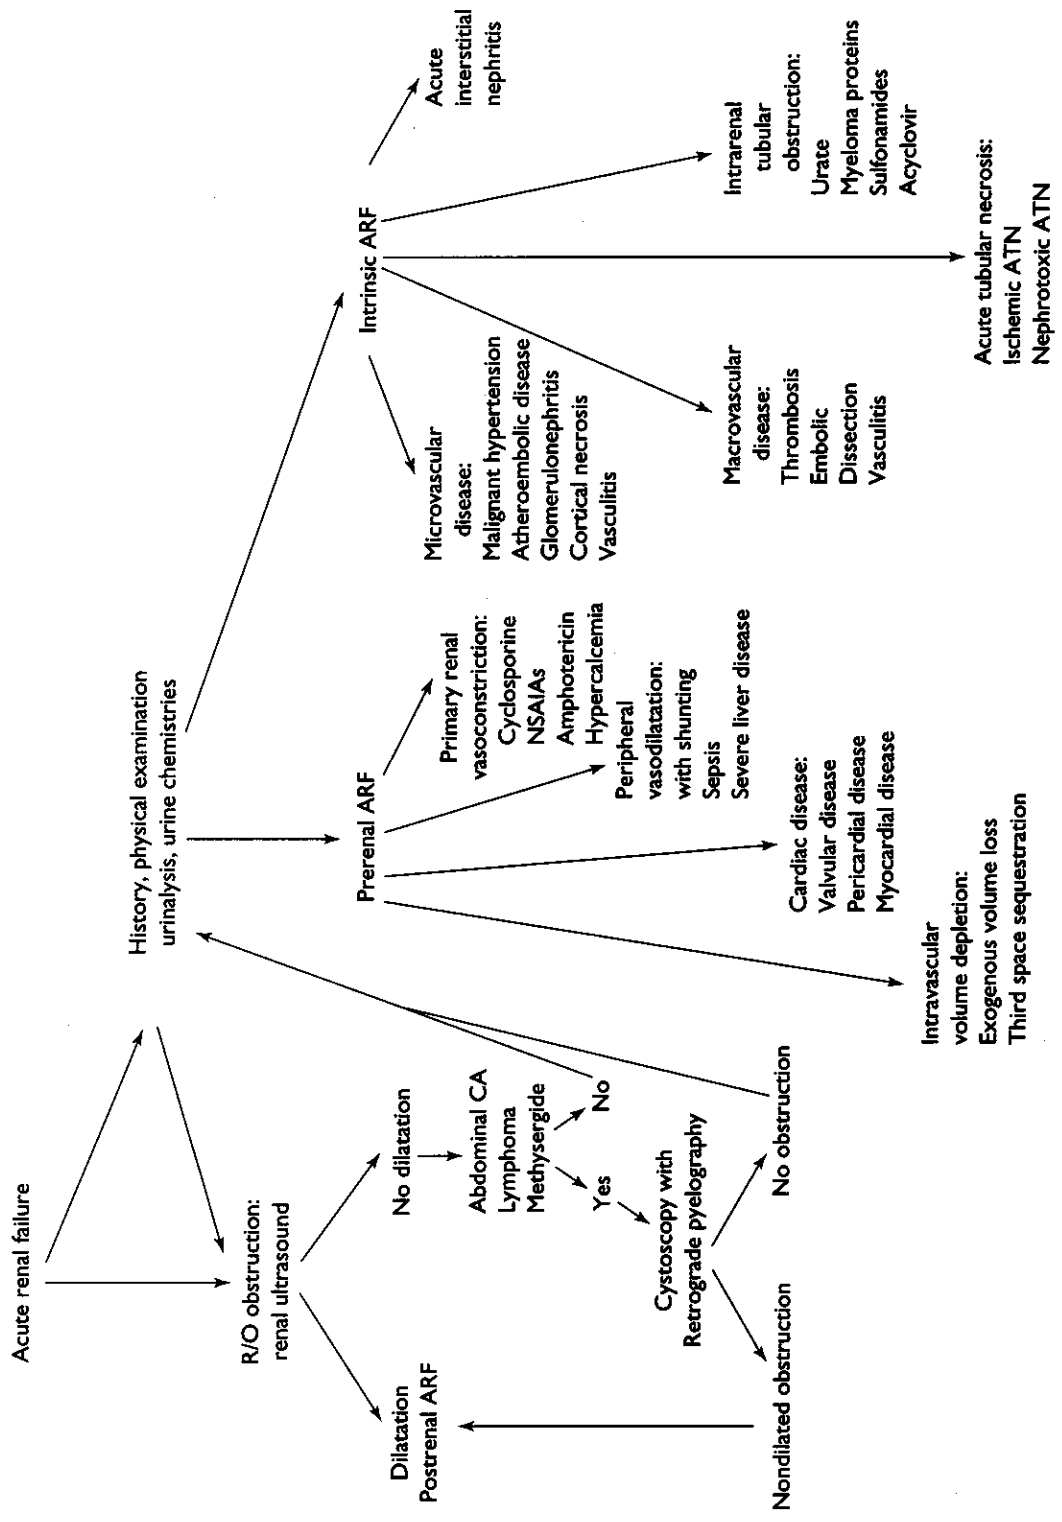 Acute renal failure
History, physical examination
urinalysis, urine chemistries
R/O obstruction:
renal ultrasound
Dilatation
Postrenal ARF
No dilatation
Abdominal CA
Lymphoma
Methysergide
Yes
No
Cystoscopy with
Retrograde pyelography
Nondilated obstruction
No obstruction
Prerenal ARF
Primary renal
vasoconstriction:
Cyclosporine
NSAIAs
Amphotericin
Hypercalcemia
Peripheral
vasodilatation:
with shunting
Sepsis
Severe liver disease
Cardiac disease:
Valvular disease
Pericardial disease
Myocardial disease
Intravascular
volume depletion:
Exogenous volume loss
Third space sequestration
Intrinsic ARF
Microvascular
disease:
Malignant hypertension
Atheroembolic disease
Glomerulonephritis
Cortical necrosis
Vasculitis
Macrovascular
disease:
Thrombosis
Embolic
Dissection
Vasculitis
Acute tubular necrosis:
Ischemic ATN
Nephrotoxic ATN
Intrarenal
tubular
obstruction:
Urate
Myeloma proteins
Sulfonamides
Acyclovir
Acute
interstitial
nephritis